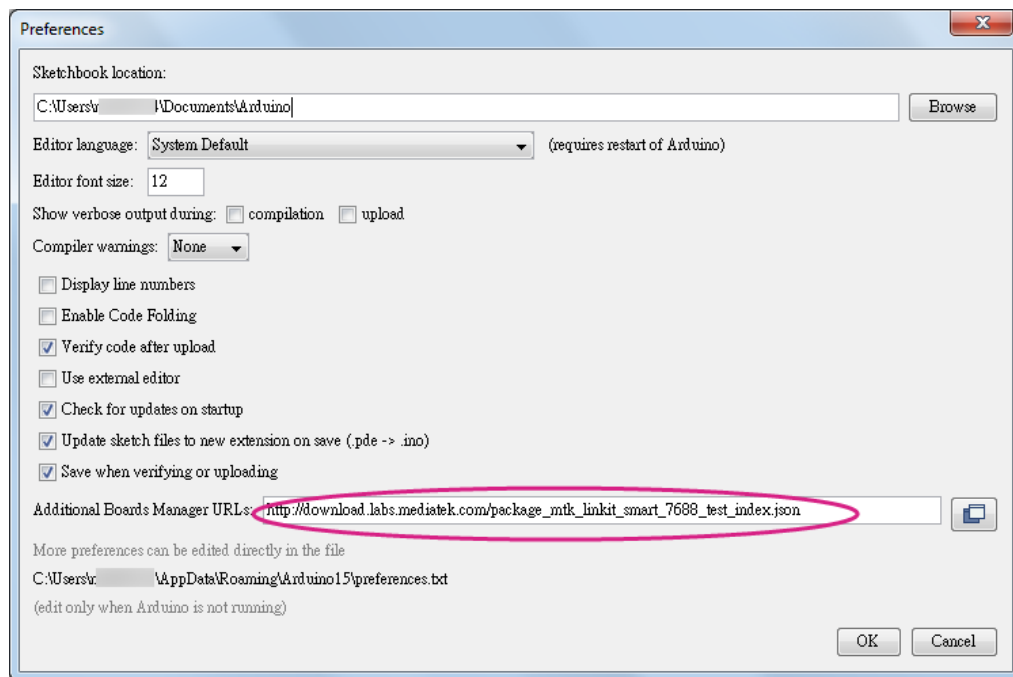 Preferences
Sketchbook location:
C:\Users\ \Documents\Arduino
Browse
Editor language: System Default (requires restart of Arduino)
Editor font size: 12
Show verbose output during: compilation upload
Compiler warnings: None
Display line numbers
Enable Code Folding
Verify code after upload
Use external editor
Check for updates on startup
Update sketch files to new extension on save (.pde -> .ino)
Save when verifying or uploading
Additional Boards Manager URLs: http://download.labs.mediatek.com/package_mtk_linkit_smart_7688_test_index.json
More preferences can be edited directly in the file
C:\Users\ \AppData\Roaming\Arduino15\preferences.txt
(edit only when Arduino is not running)
OK Cancel